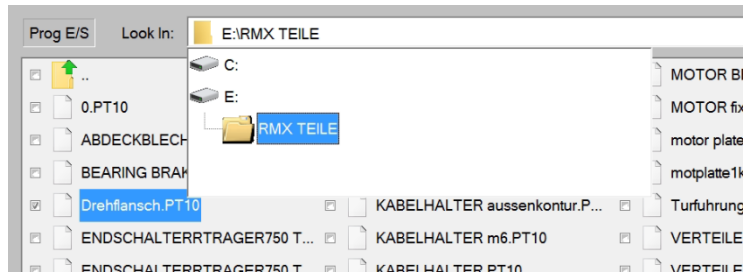 Prog E/S Look In: E:\RMX TEILE
C:
E:
RMX TEILE
..
0.PT10
ABDECKBLECH
BEARING BRAK
Drehflansch.PT10
ENDSCHALTERRTRAGER750 T...
ENDSCHALTERRTRAGER750 T...
KABELHALTER aussenkontur.P...
KABELHALTER m6.PT10
KABELHALTER.PT10
MOTOR
MOTOR fix
motor plate
motplatte1k
Turfuhrung
VERTEILE
VERTEILE